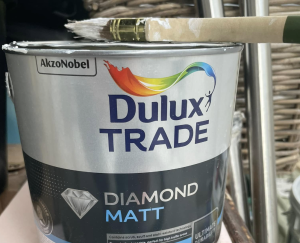 AkzoNobel
Dulux
TRADE
DIAMOND
MATT